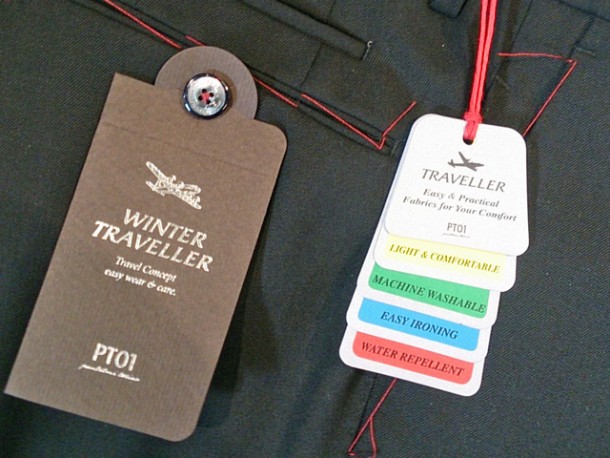 WINTER
TRAVELLER
Travel Concept
easy wear & care.
PT01
TRAVELLER
Easy & Practical
Fabrics for Your Comfort
PT01
LIGHT & COMFORTABLE
MACHINE WASHABLE
EASY IRONING
WATER REPELLENT